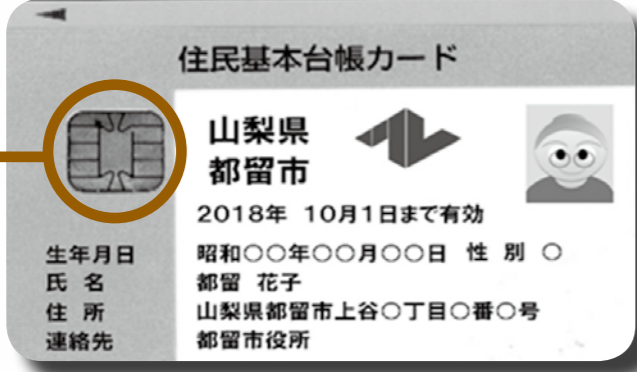 住民基本台帳カード
山梨県
都留市
2018年 10月1日まで有効
生年月日 昭和○○年○○月○○日 性別 ○
氏名 都留 花子
住所 山梨県都留市上谷○丁目○番○号
連絡先 都留市役所